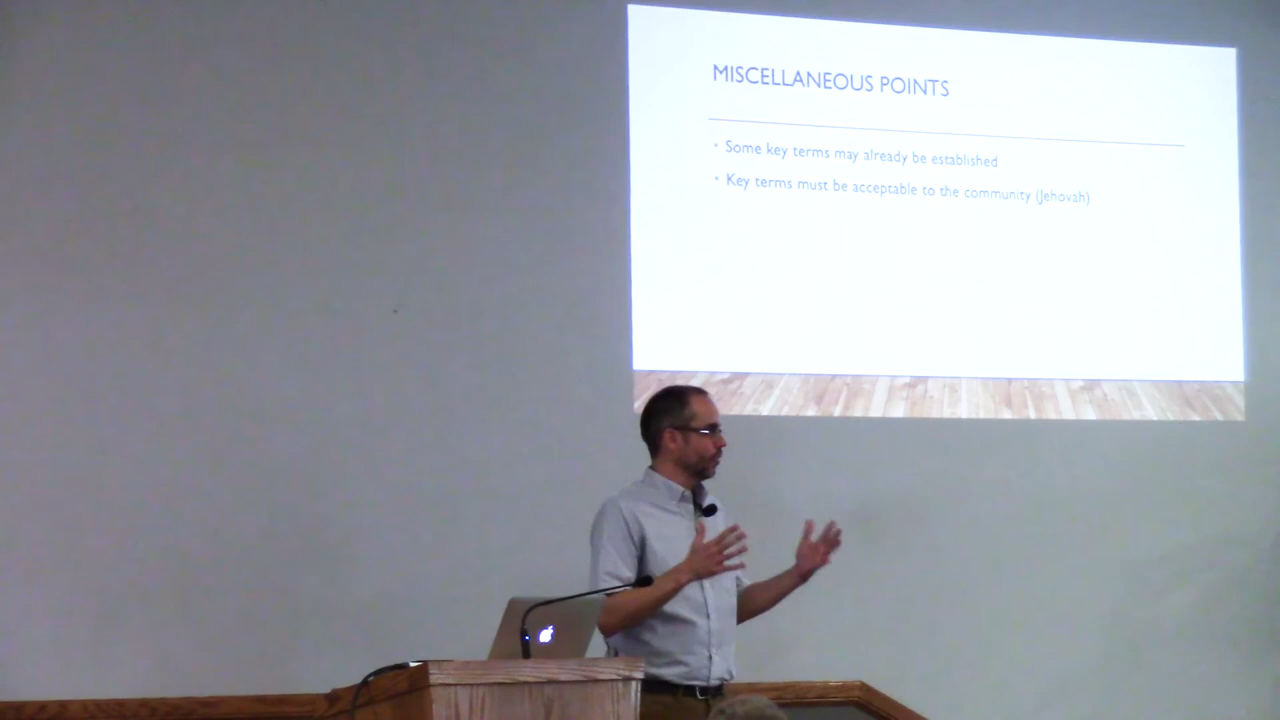 MISCELLANEOUS POINTS
• Some key terms may already be established
• Key terms must be acceptable to the community (Jehovah)